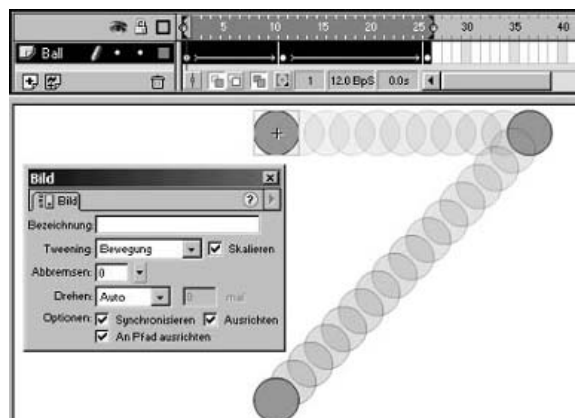 5 10 15 20 25 30 35 40
Ball
1 12.0 BpS 0.0s
Bild
Bild
?
Bezeichnung:
Tweening: Bewegung Skalieren
Abbremsen: 0
Drehen: Auto 0 mal
Optionen: Synchronisieren Ausrichten
An Pfad ausrichten